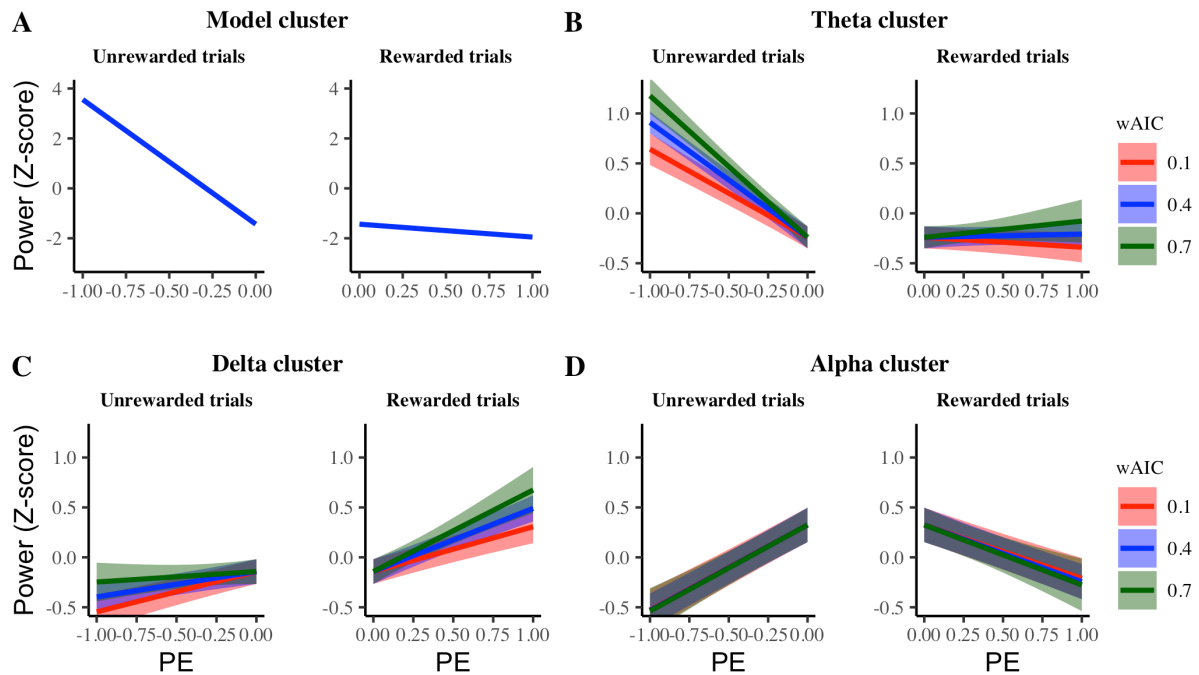 A Model cluster
Unrewarded trials Rewarded trials
Power (Z-score)
4
2
0
-2
-1.00 -0.75 -0.50 -0.25 0.00
4
2
0
-2
0.00 0.25 0.50 0.75 1.00
B Theta cluster
Unrewarded trials Rewarded trials
1.0
0.5
0.0
-0.5
-1.00 -0.75 -0.50 -0.25 0.00
1.0
0.5
0.0
-0.5
0.00 0.25 0.50 0.75 1.00
wAIC
0.1
0.4
0.7
C Delta cluster
Unrewarded trials Rewarded trials
Power (Z-score)
1.0
0.5
0.0
-0.5
-1.00 -0.75 -0.50 -0.25 0.00
PE
1.0
0.5
0.0
-0.5
0.00 0.25 0.50 0.75 1.00
PE
D Alpha cluster
Unrewarded trials Rewarded trials
1.0
0.5
0.0
-0.5
-1.00 -0.75 -0.50 -0.25 0.00
PE
1.0
0.5
0.0
-0.5
0.00 0.25 0.50 0.75 1.00
PE
wAIC
0.1
0.4
0.7